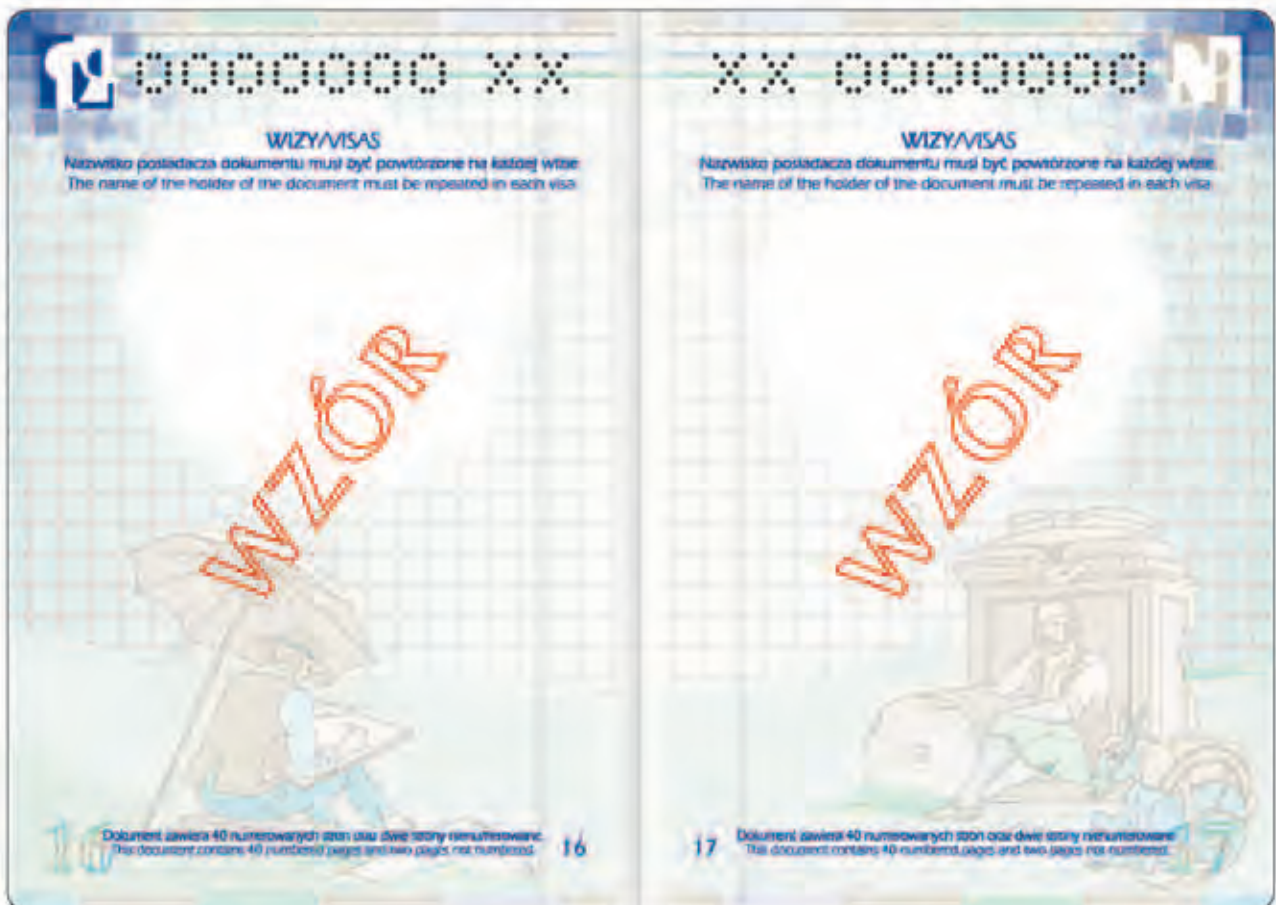 0000000 XX
WIZY/VISAS
Nazwisko posiadacza dokumentu musi być powtórzone na każdej wizie
The name of the holder of the document must be repeated in each visa
WZÓR
Dokument zawiera 40 numerowanych stron oraz dwie strony nienumerowane.
This document contains 40 numbered pages and two pages not numbered.
16
XX 0000000
WIZY/VISAS
Nazwisko posiadacza dokumentu musi być powtórzone na każdej wizie
The name of the holder of the document must be repeated in each visa
WZÓR
17
Dokument zawiera 40 numerowanych stron oraz dwie strony nienumerowane.
This document contains 40 numbered pages and two pages not numbered.
17